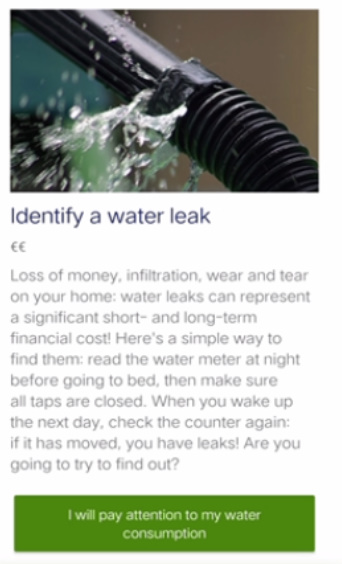 Identify a water leak
€€
Loss of money, infiltration, wear and tear
on your home: water leaks can represent
a significant short- and long-term
financial cost! Here's a simple way to
find them: read the water meter at night
before going to bed, then make sure
all taps are closed. When you wake up
the next day, check the counter again:
if it has moved, you have leaks! Are you
going to try to find out?
I will pay attention to my water
consumption